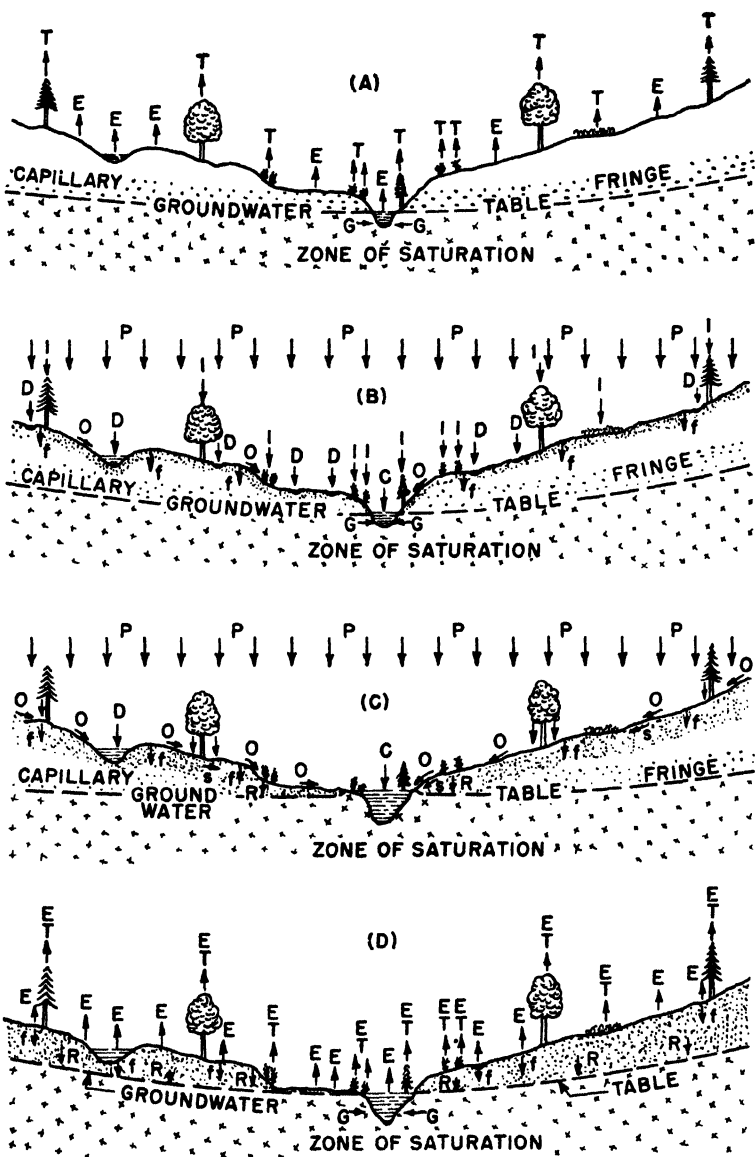 T T T T
(A)
E E E T T T T T T E T E
E
CAPILLARY FRINGE
GROUNDWATER TABLE
G G
ZONE OF SATURATION
P P P P P P
I I I I
(B)
D O D D O I D D I I C I O I I D D I D
f f f f f f
CAPILLARY FRINGE
GROUNDWATER TABLE
G G
ZONE OF SATURATION
P P P P P P
(C)
O O D O O O C O O O O
f f s f f s f s f
CAPILLARY R R FRINGE
GROUND TABLE
WATER
ZONE OF SATURATION
E E E E
T T T T
(D)
E E E E E E E E E E E E E E E E E E
T T T T T T
f R f R f R R f f R R f
GROUNDWATER TABLE
G G
ZONE OF SATURATION